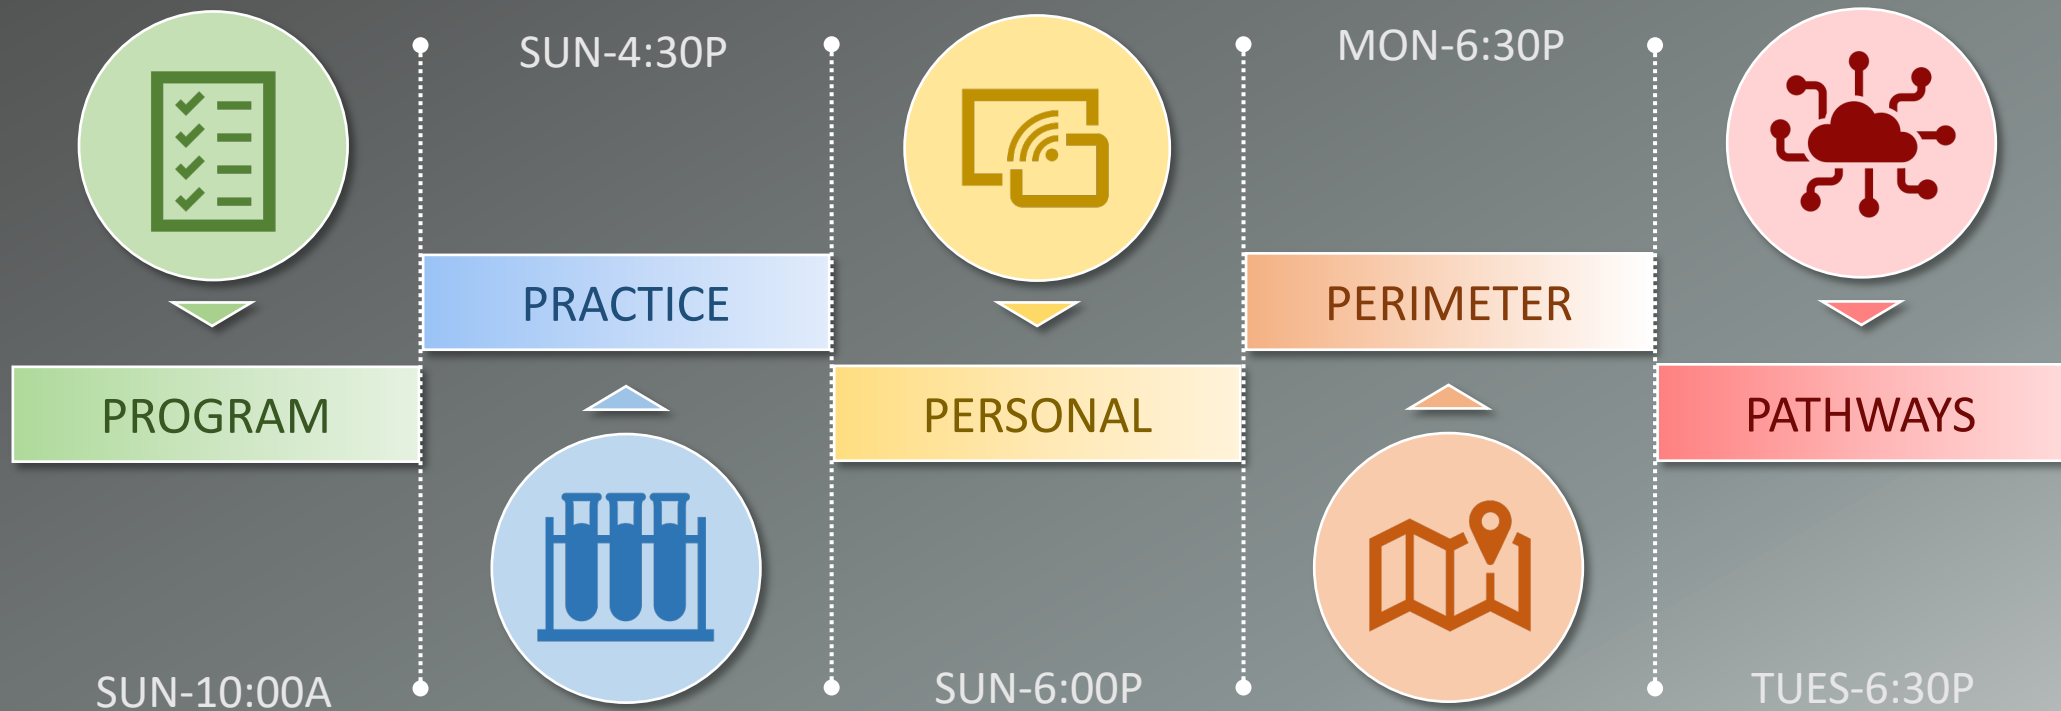 PROGRAM
SUN-10:00A
SUN-4:30P
PRACTICE
PERSONAL
SUN-6:00P
MON-6:30P
PERIMETER
PATHWAYS
TUES-6:30P